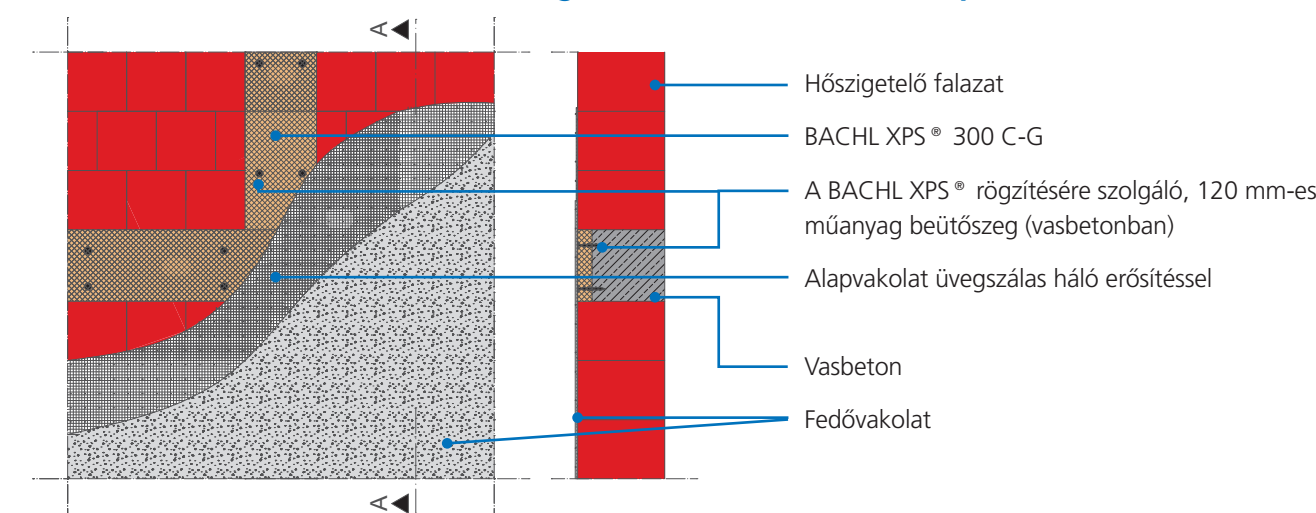 A
Hőszigetelő falazat
BACHL XPS® 300 C-G
A BACHL XPS® rögzítésére szolgáló, 120 mm-es
műanyag beütőszeg (vasbetonban)
Alapvakolat üvegszálas háló erősítéssel
Vasbeton
Fedővakolat
A